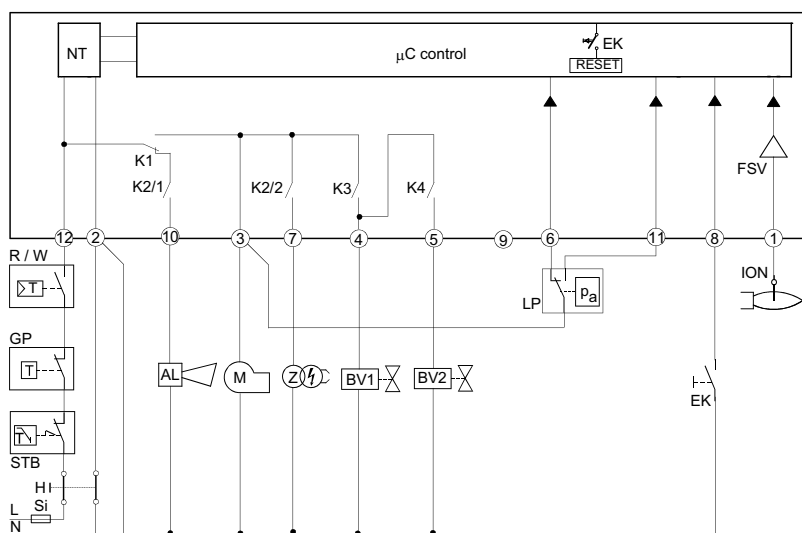 NT
µC control
EK
RESET
K1
K2/1
K2/2
K3
K4
FSV
12
2
10
3
7
4
5
9
6
11
8
1
R / W
T
LP
pa
ION
GP
T
AL
M
Z
BV1
BV2
EK
T
STB
H
Si
L
N